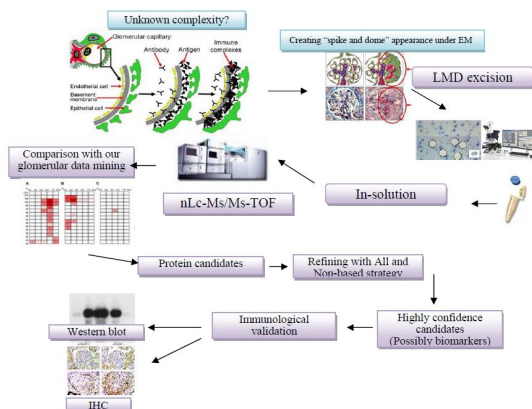 Unknown complexity?
Glomerular capillary
Antibody
Antigen
Immune
complexes
Endothelial cell
Basement
membrane
Epithelial cell
Creating "spike and dome" appearance under EM
LMD excision
Comparison with our
glomerular data mining
nLc-Ms/Ms-TOF
In-solution
A
B
C
Protein candidates
Refining with All and
Non-based strategy
Western blot
Immunological
validation
Highly confidence
candidates
(Possibly biomarkers)
IHC